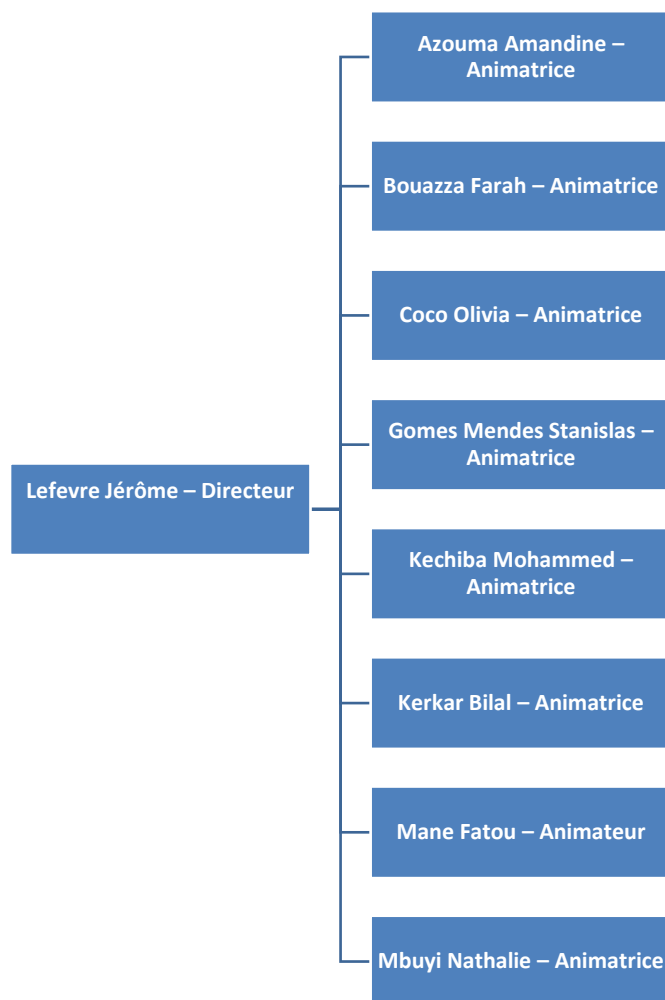 Azouma Amandine –
Animatrice
Bouazza Farah – Animatrice
Coco Olivia – Animatrice
Gomes Mendes Stanislas –
Animatrice
Lefevre Jérôme – Directeur
Kechiba Mohammed –
Animatrice
Kerkar Bilal – Animatrice
Mane Fatou – Animateur
Mbuyi Nathalie – Animatrice